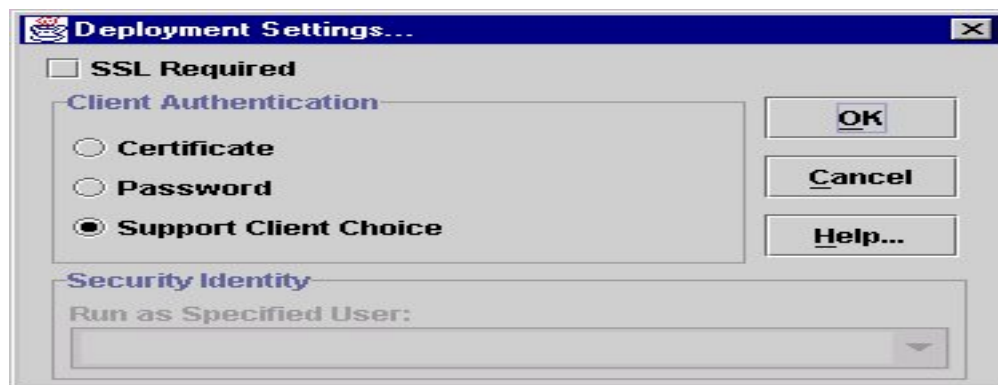 Deployment Settings...
SSL Required
Client Authentication
Certificate
Password
Support Client Choice
OK
Cancel
Help...
Security Identity
Run as Specified User: